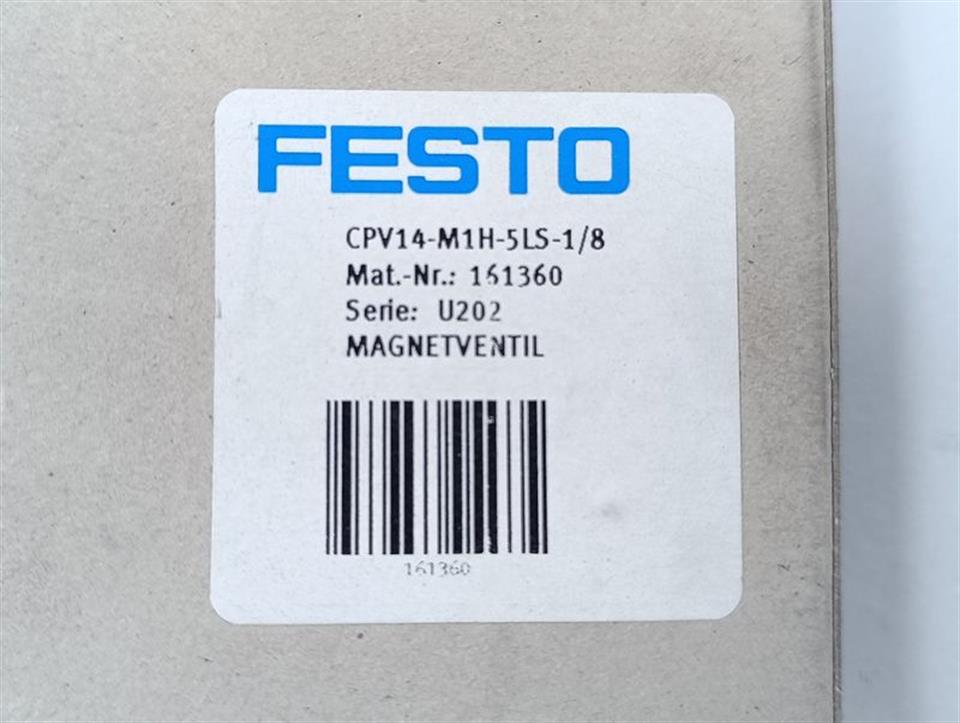 FESTO
CPV14-M1H-5LS-1/8
Mat.-Nr.: 161360
Serie: U202
MAGNETVENTIL
161360